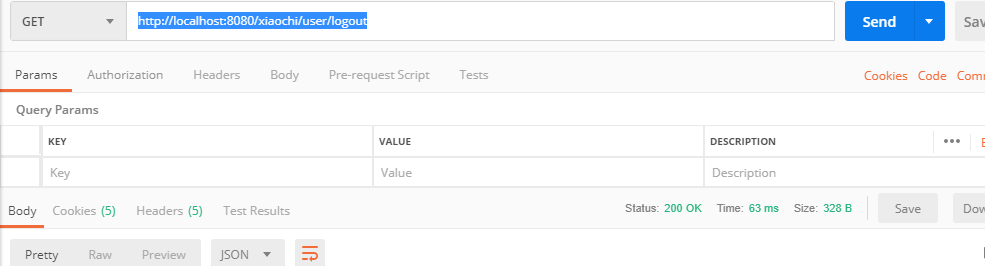 GET http://localhost:8080/xiaochi/user/logout Send
Params Authorization Headers Body Pre-request Script Tests Cookies Code
Query Params
KEY VALUE DESCRIPTION •••
Key Value Description
Body Cookies (5) Headers (5) Test Results Status: 200 OK Time: 63 ms Size: 328 B Save
Pretty Raw Preview JSON